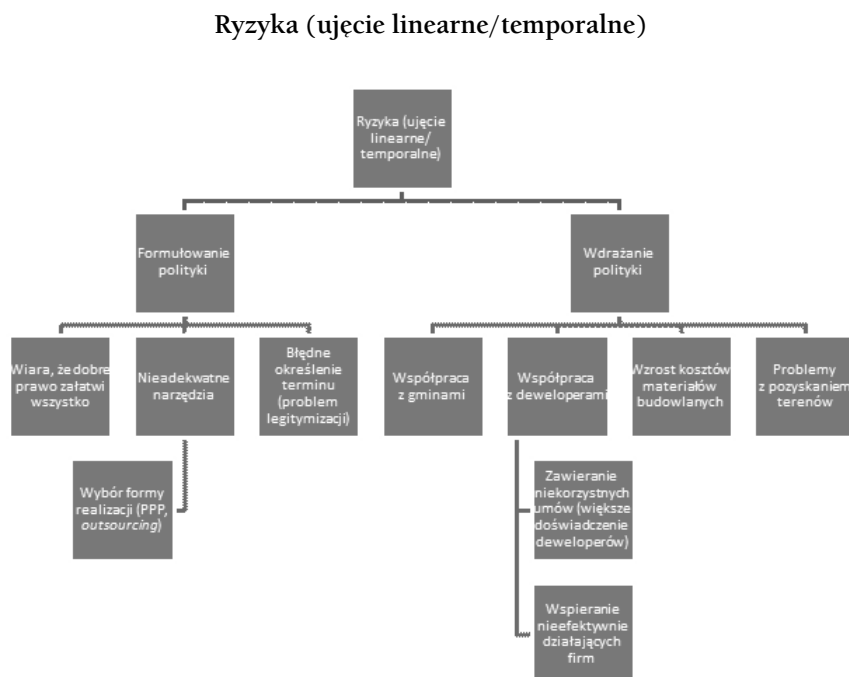 Ryzyka (ujęcie linearne/temporalne)
Ryzyka (ujęcie
linearne/
temporalne)
Formułowanie
polityki
Wdrażanie
polityki
Wiara, że dobre
prawo załatwi
wszystko
Nieadekwatne
narzędzia
Błędne
określenie
terminu
(problem
legitymizacji)
Współpraca
z gminami
Współpraca
z deweloperami
Wzrost kosztów
materiałów
budowlanych
Problemy
z pozyskaniem
terenów
Wybór formy
realizacji (PPP,
outsourcing)
Zawieranie
niekorzystnych
umów (większe
doświadczenie
deweloperów)
Wspieranie
nieefektywnie
działających
firm